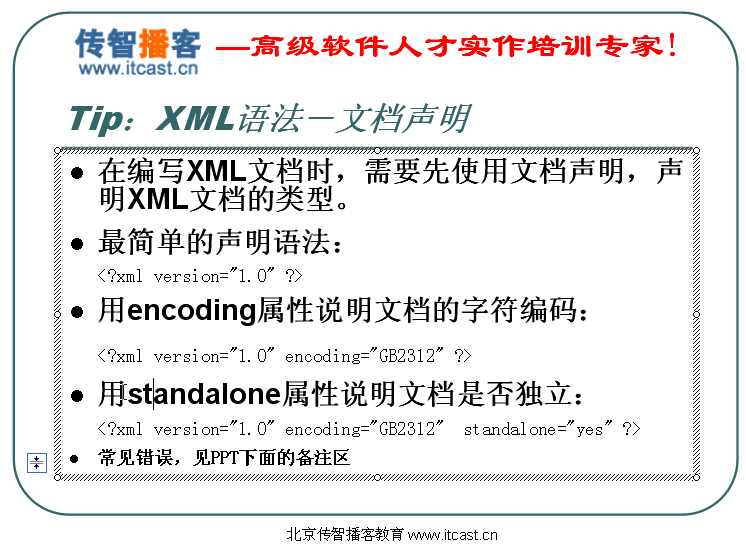 传智播客 —高级软件人才实作培训专家!
www.itcast.cn
Tip：XML语法－文档声明
在编写XML文档时，需要先使用文档声明，声
明XML文档的类型。
最简单的声明语法：
<?xml version="1.0" ?>
用encoding属性说明文档的字符编码：
<?xml version="1.0" encoding="GB2312" ?>
用standalone属性说明文档是否独立：
<?xml version="1.0" encoding="GB2312"  standalone="yes" ?>
常见错误，见PPT下面的备注区
北京传智播客教育 www.itcast.cn